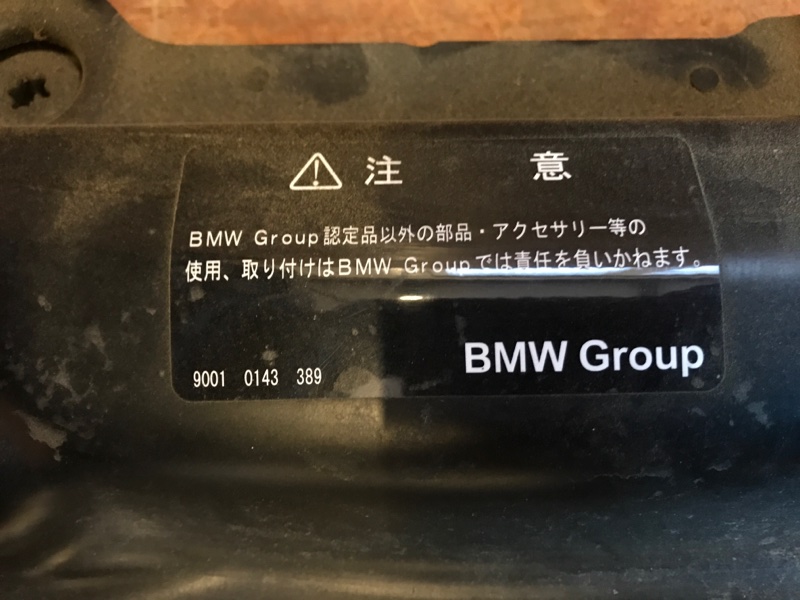 ⚠ 注 意
BMW Group認定品以外の部品・アクセサリー等の
使用、取り付けはBMW Groupでは責任を負いかねます。
BMW Group
9001 0143 389